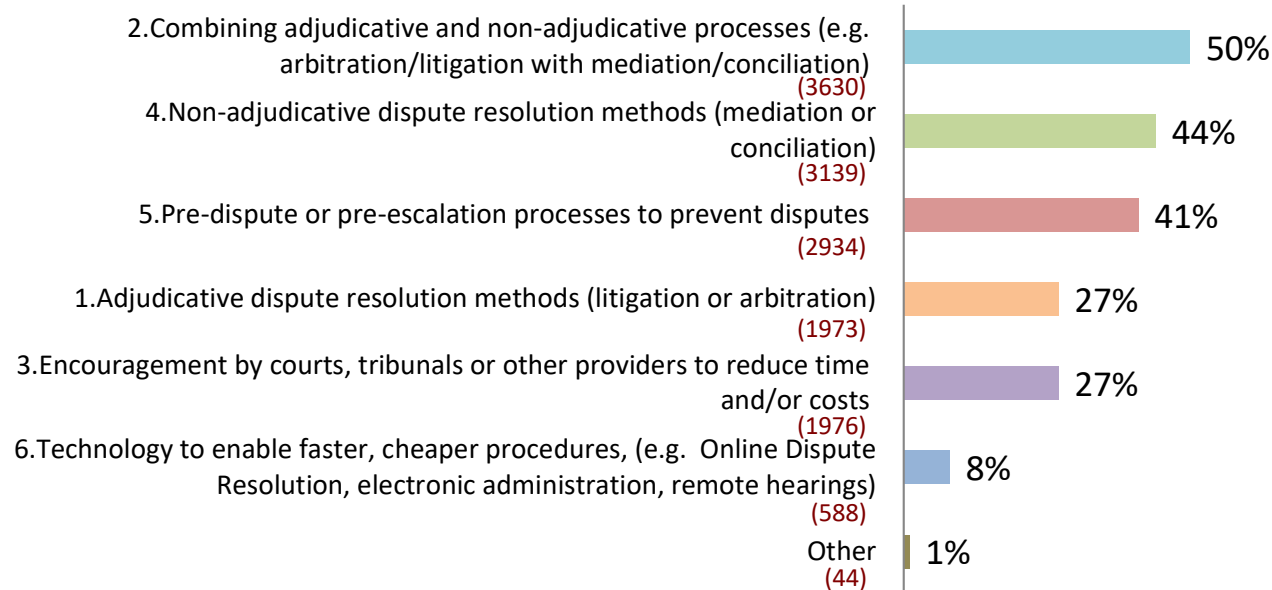 2.Combining adjudicative and non-adjudicative processes (e.g.
arbitration/litigation with mediation/conciliation)
(3630)
50%
4.Non-adjudicative dispute resolution methods (mediation or
conciliation)
(3139)
44%
5.Pre-dispute or pre-escalation processes to prevent disputes
(2934)
41%
1.Adjudicative dispute resolution methods (litigation or arbitration)
(1973)
27%
3.Encouragement by courts, tribunals or other providers to reduce time
and/or costs
(1976)
27%
6.Technology to enable faster, cheaper procedures, (e.g. Online Dispute
Resolution, electronic administration, remote hearings)
(588)
8%
Other
(44)
1%